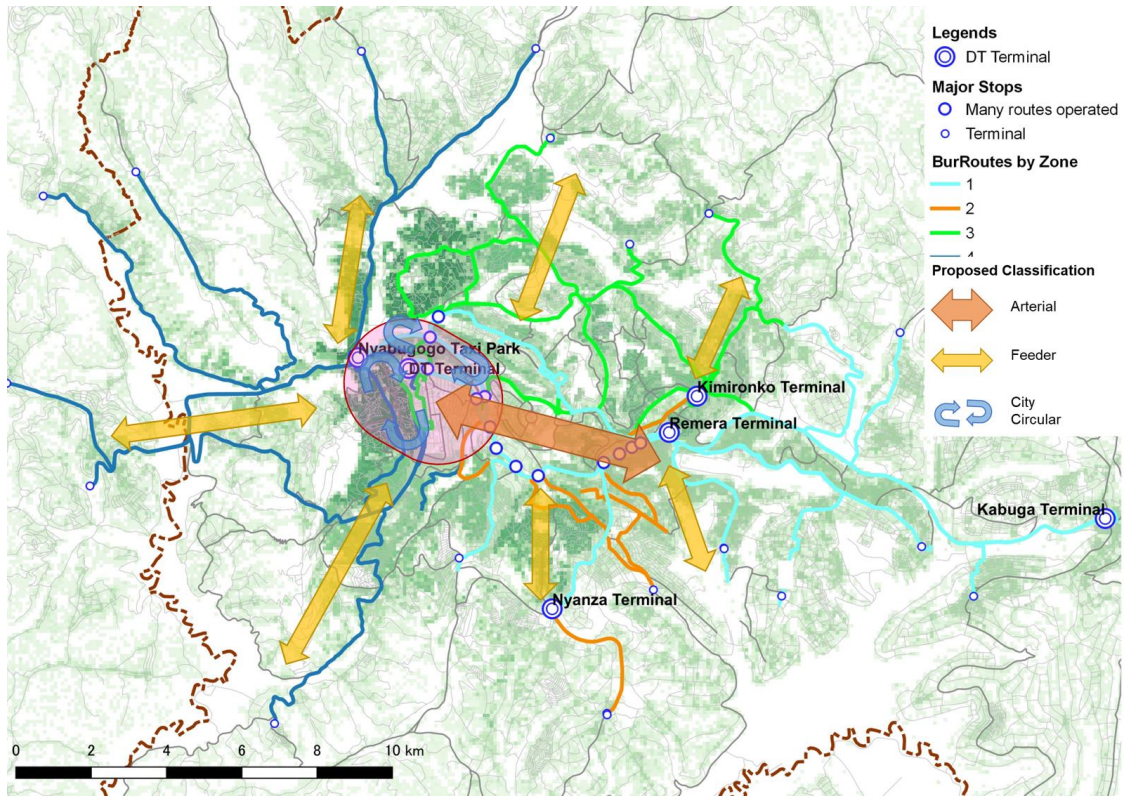 Legends
DT Terminal
Major Stops
Many routes operated
Terminal
BurRoutes by Zone
1
2
3
4
Proposed Classification
Arterial
Feeder
City
Circular
Nyabugogo Taxi Park
DT Terminal
Kimironko Terminal
Remera Terminal
Kabuga Terminal
Nyanza Terminal
0 2 4 6 8 10 km